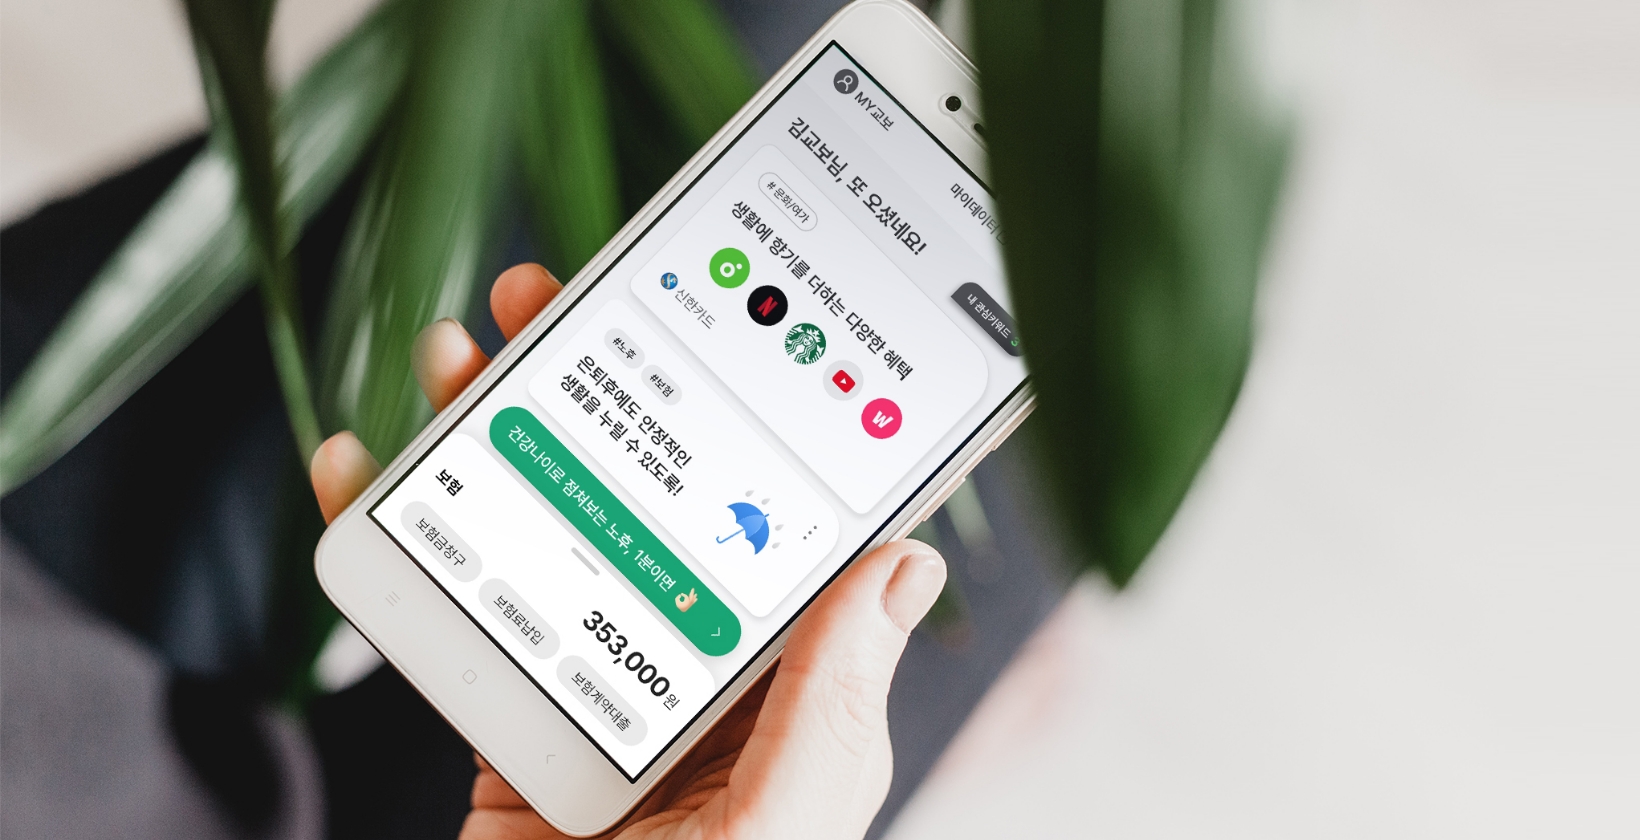 MY교보
마이데이터
김교보님, 또 오셨네요!
내 관심키워드 3
# 문화/여가
생활에 향기를 더하는 다양한 혜택
N
W
S
신한카드
#노후
#보험
은퇴후에도 안정적인
생활을 누릴 수 있도록!
건강나이로 점쳐보는 노후, 1분이면 👌
보험
353,000원
보험금청구
보험료납입
보험계약대출